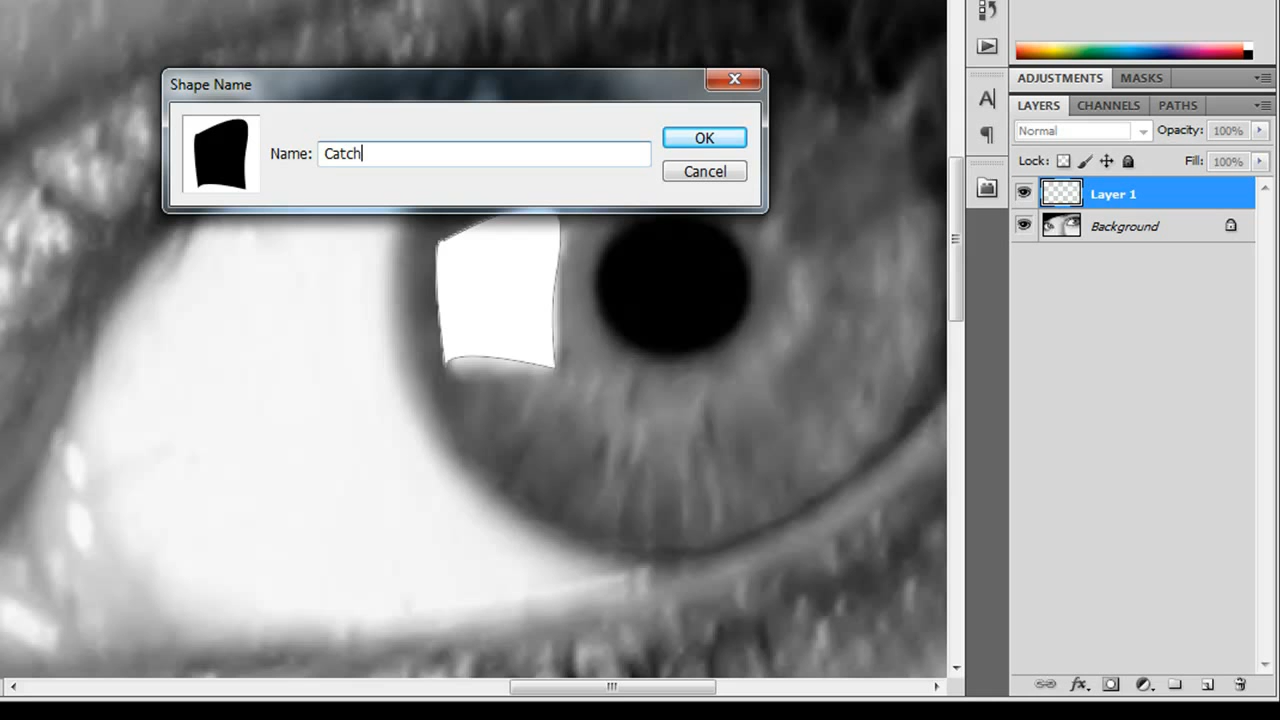 Shape Name
Name: Catch
OK
Cancel
A
ADJUSTMENTS MASKS
LAYERS CHANNELS PATHS
Normal Opacity: 100%
Lock: Fill: 100%
Layer 1
Background
fx